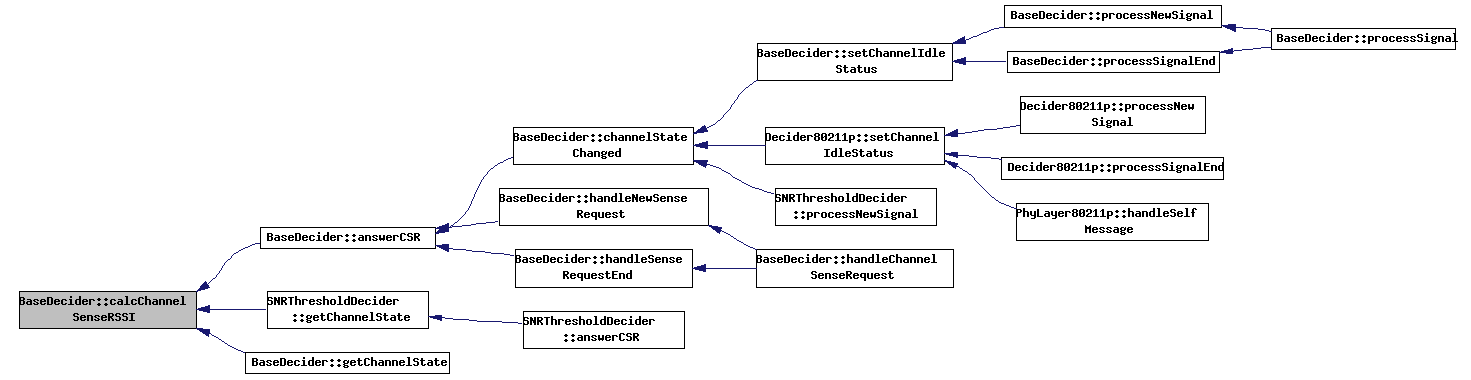 BaseDecider::processNewSignal
BaseDecider::processSignal
BaseDecider::setChannelIdle
Status
BaseDecider::processSignalEnd
Decider80211p::processNew
Signal
BaseDecider::channelState
Changed
Decider80211p::setChannel
IdleStatus
Decider80211p::processSignalEnd
SNRThresholdDecider
::processNewSignal
BaseDecider::handleNewSense
Request
PhyLayer80211p::handleSelf
Message
BaseDecider::answerCSR
BaseDecider::handleSense
RequestEnd
BaseDecider::handleChannel
SenseRequest
BaseDecider::calcChannel
SenseRSSI
SNRThresholdDecider
::getChannelState
SNRThresholdDecider
::answerCSR
BaseDecider::getChannelState